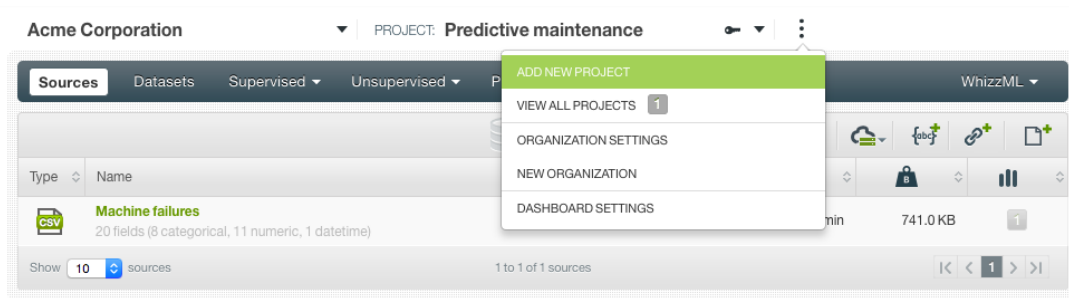 Acme Corporation PROJECT: Predictive maintenance
ADD NEW PROJECT
Sources Datasets Supervised Unsupervised P WhizzML
VIEW ALL PROJECTS 1
ORGANIZATION SETTINGS
{abc}
Type Name
NEW ORGANIZATION
B
DASHBOARD SETTINGS
CSV Machine failures
20 fields (8 categorical, 11 numeric, 1 datetime)
min 741.0 KB 1
Show 10 sources 1 to 1 of 1 sources 1